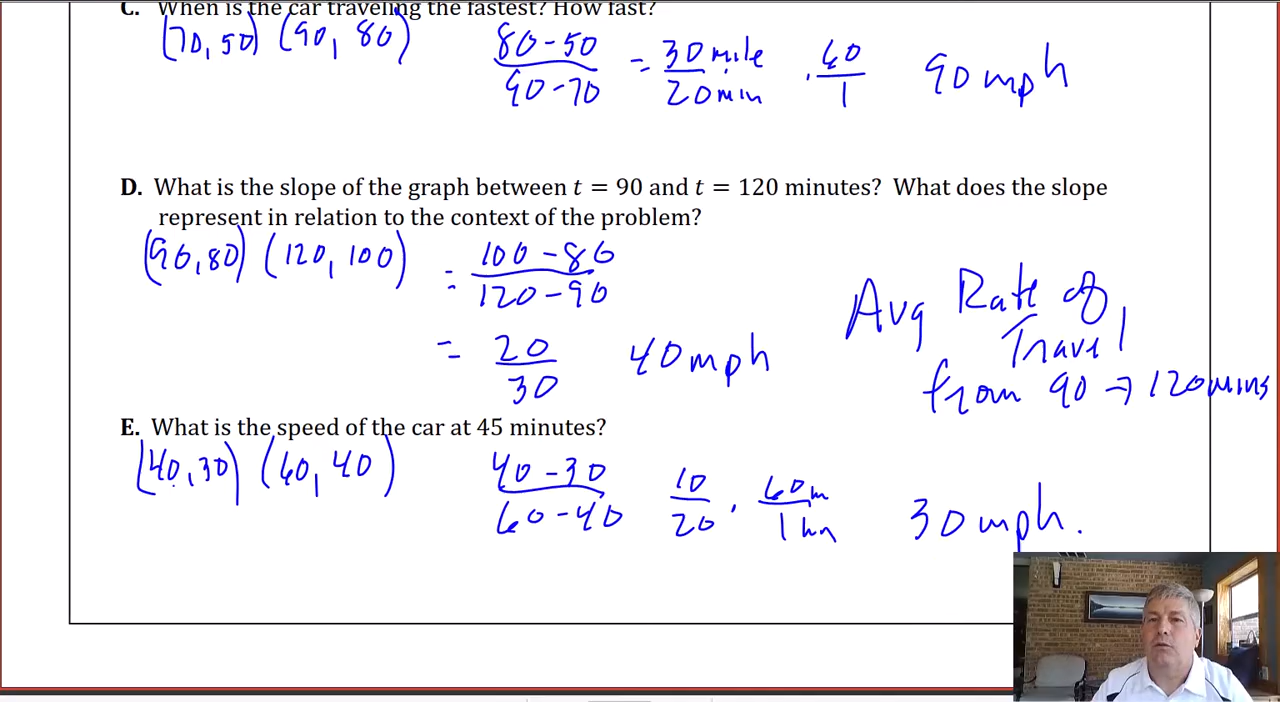 C. When is the car traveling the fastest? How fast?
(70, 50) (90, 80) 80-50/90-70 = 30 mile/20 min · 60/1 90 mph
D. What is the slope of the graph between t = 90 and t = 120 minutes? What does the slope
represent in relation to the context of the problem?
(90, 80) (120, 100) = 100-80/120-90
= 20/30 40 mph
Avg Rate of
Travel
from 90 → 120 mins
E. What is the speed of the car at 45 minutes?
(40, 30) (60, 40) 40-30/60-40 10/20 · 60m/1hr 30 mph.